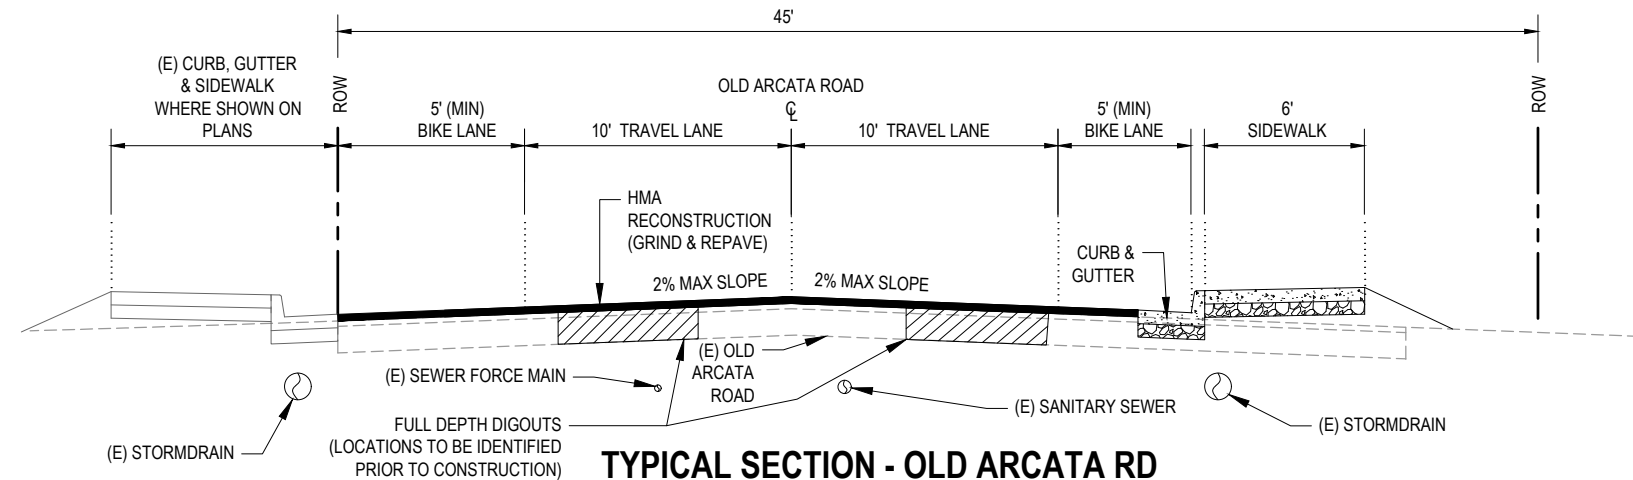 45'
(E) CURB, GUTTER
& SIDEWALK
WHERE SHOWN ON
PLANS
ROW
5' (MIN)
BIKE LANE
10' TRAVEL LANE
OLD ARCATA ROAD
℄
10' TRAVEL LANE
5' (MIN)
BIKE LANE
6'
SIDEWALK
ROW
HMA
RECONSTRUCTION
(GRIND & REPAVE)
2% MAX SLOPE
2% MAX SLOPE
CURB &
GUTTER
(E) SEWER FORCE MAIN
(E) OLD
ARCATA
ROAD
(E) SANITARY SEWER
(E) STORMDRAIN
FULL DEPTH DIGOUTS
(LOCATIONS TO BE IDENTIFIED
PRIOR TO CONSTRUCTION)
(E) STORMDRAIN
TYPICAL SECTION - OLD ARCATA RD